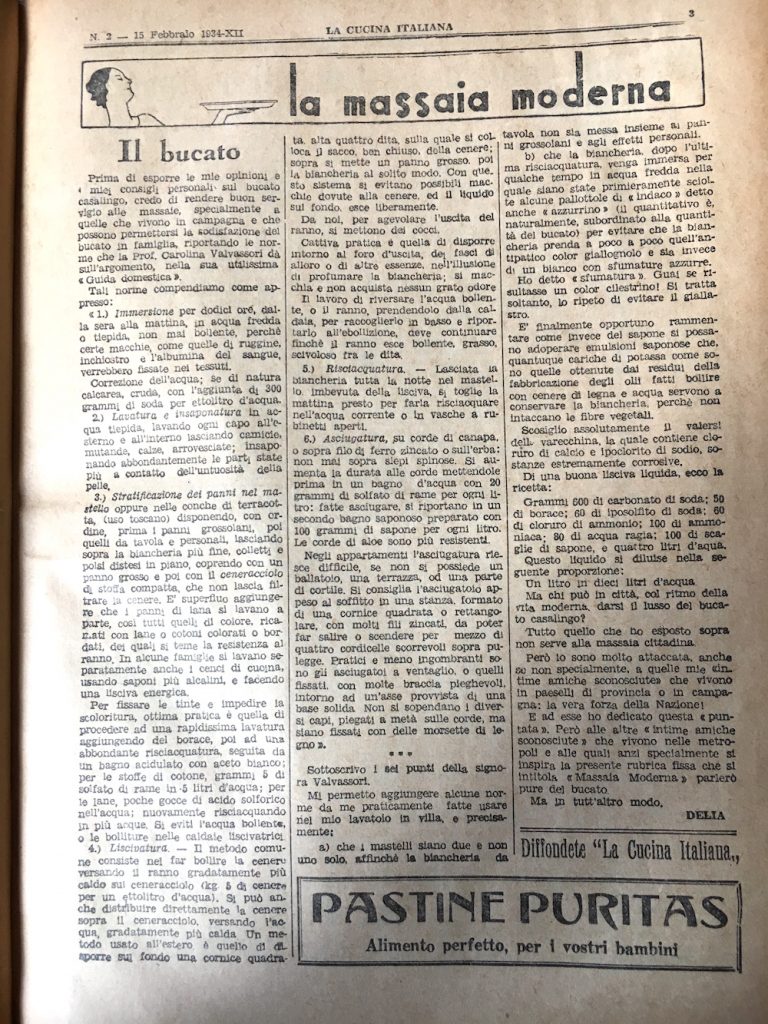 N. 2 — 15 Febbraio 1934-XII
LA CUCINA ITALIANA
3
la massaia moderna
Il bucato
Prima di esporre le mie opinioni e
i miei consigli personali sul bucato
casalingo, credo di rendere buon ser-
vigio alle massaie, specialmente a
quelle che vivono in campagna e che
possono permettersi la sodisfazione del
bucato in famiglia, riportando le nor-
me che la Prof. Carolina Valvassori dà
sull'argomento, nella sua utilissima
« Guida domestica ».
Tali norme compendiamo come ap-
presso:
« 1.) Immersione per dodici ore, dal-
la sera alla mattina, in acqua fredda
o tiepida, non mai bollente, perchè
certe macchie, come quelle di ruggine,
inchiostro e l'albumina del sangue,
verrebbero fissate nei tessuti.
Correzione dell'acqua; se di natura
calcarea, cruda, con l'aggiunta di 300
grammi di soda per ettolitro d'acqua.
2.) Lavatura e insaponatura in ac-
qua tiepida, lavando ogni capo all'e-
sterno e all'interno lasciando camicie,
mutande, calze, arrovesciate; insapo-
nando abbondantemente le parti state
più a contatto dell'untuosità della
pelle.
3.) Stratificazione dei panni nel ma-
stello oppure nelle conche di terracot-
ta, (uso toscano) disponendo, con or-
dine, prima i panni grossolani, poi
quelli da tavola e personali, lasciando
sopra la biancheria più fine, colletti e
polsi distesi in piano, coprendo con un
panno grosso e poi con il ceneracciolo
di stoffa compatta, che non lascia fil-
trare la cenere. E' superfluo aggiunge-
re che i panni di lana si lavano a
parte, così tutti quelli di colore, rica-
mati con lane o cotoni colorati o bor-
dati, dei quali si teme la resistenza al
ranno. In alcune famiglie si lavano se-
paratamente anche i cenci di cucina,
usando saponi più alcalini, e facendo
una lisciva energica.
Per fissare le tinte e impedire la
scoloritura, ottima pratica è quella di
procedere ad una rapidissima lavatura
aggiungendo del borace, poi ad una
abbondante risciacquatura, seguita da
un bagno acidulato con aceto bianco;
per le stoffe di cotone, grammi 5 di
solfato di rame in 5 litri d'acqua; per
le lane, poche gocce di acido solforico
nell'acqua; nuovamente risciacquando
in più acque. Si eviti l'acqua bollente,
o le bolliture nelle caldaie liscivatrici.
4.) Liscivatura. — Il metodo comu-
ne consiste nel far bollire la cenere
versando il ranno gradatamente più
caldo sul ceneracciolo (kg. 5 di cenere
per un ettolitro d'acqua). Si può an-
che distribuire direttamente la cenere
sopra il ceneracciolo, versando l'ac-
qua, gradatamente più calda. Un me-
todo usato all'estero è quello di di-
sporre sul fondo una cornice quadra-
ta, alta quattro dita, sulla quale si col-
loca il sacco, ben chiuso, della cenere;
sopra si mette un panno grosso, poi
la biancheria al solito modo. Con que-
sto sistema si evitano possibili mac-
chie dovute alla cenere, ed il liquido
sul fondo, esce liberamente.
Da noi, per agevolare l'uscita del
ranno, si mettono dei cocci.
Cattiva pratica è quella di disporre
intorno al foro d'uscita, dei fasci di
alloro o di altre essenze, nell'illusione
di profumare la biancheria; si mac-
chia e non acquista nessun grato odore
Il lavoro di riversare l'acqua bollen-
te, o il ranno, prendendolo dalla cal-
daia, per raccoglierlo in basso e ripor-
tarlo all'ebollizione, deve continuare
finchè il ranno esce bollente, grasso,
scivoloso fra le dita.
5.) Risciacquatura. — Lasciata la
biancheria tutta la notte nel mastel-
lo, imbevuta della lisciva, si toglie la
mattina presto per farla risciacquare
nell'acqua corrente o in vasche a ru-
binetti aperti.
6.) Asciugatura, su corde di canapa,
o sopra filo di ferro zincato o sull'erba:
non mai sopra siepi spinose. Si au-
menta la durata alle corde mettendole
prima in un bagno d'acqua con 20
grammi di solfato di rame per ogni li-
tro: fatte asciugare, si riportano in un
secondo bagno saponoso preparato con
100 grammi di sapone per ogni litro.
Le corde di aloe sono più resistenti.
Negli appartamenti l'asciugatura rie-
sce difficile, se non si possiede un
ballatoio, una terrazza, od una parte
di cortile. Si consiglia l'asciugatoio ap-
peso al soffitto in una stanza, formato
di una cornice quadrata o rettango-
lare, con molti fili zincati, da poter
far salire o scendere per mezzo di
quattro cordicelle scorrevoli sopra pu-
legge. Pratici e meno ingombranti so-
no gli asciugatoi a ventaglio, o quelli
fissati, con molte braccia pieghevoli,
intorno ad un'asse provvista di una
base solida. Non si sopendano i diver-
si capi, piegati a metà sulle corde, ma
siano fissati con delle morsette di le-
gno ».
***
Sottoscrivo i sei punti della signo-
ra Valvassori.
Mi permetto aggiungere alcune nor-
me da me praticamente fatte usare
nel mio lavatoio in villa, e precisa-
mente:
a) che i mastelli siano due e non
uno solo, affinchè la biancheria da
tavola non sia messa insieme ai pan-
ni grossolani e agli effetti personali.
b) che la biancheria, dopo l'ulti-
ma risciacquatura, venga immersa per
qualche tempo in acqua fredda nella
quale siano state primieramente sciol-
te alcune pallottole di « indaco » detto
anche « azzurrino » (il quantitativo è,
naturalmente, subordinato alla quanti-
tà del bucato) per evitare che la bian-
cheria prenda a poco a poco quell'an-
tipatico color giallognolo e sia invece
di un bianco con sfumature azzurre.
Ho detto « sfumatura ». Guai se ri-
sultasse un color cilestrino! Si tratta
soltanto, lo ripeto di evitare il gialla-
stro.
E' finalmente opportuno rammen-
tare come invece del sapone si possa-
no adoperare emulsioni saponose che,
quantuque cariche di potassa come so-
no quelle ottenute dai residui della
fabbricazione degli olii fatti bollire
con cenere di legna e acqua servono a
conservare la biancheria, perchè non
intaccano le fibre vegetali.
Scosiglio assolutamente il valersi
dell. varecchina, la quale contiene clo-
ruro di calcio e ipoclorito di sodio, so-
stanze estremamente corrosive.
Di una buona lisciva liquida, ecco la
ricetta:
Grammi 500 di carbonato di soda; 50
di borace; 60 di iposolfito di soda; 60
di cloruro di ammonio; 100 di ammo-
niaca; 80 di acqua ragia; 100 di sca-
glie di sapone, e quattro litri d'aqua.
Questo liquido si diluise nella se-
guente proporzione:
Un litro in dieci litri d'acqua.
Ma chi può in città, col ritmo della
vita moderna, darsi il lusso del buca-
to casalingo?
Tutto quello che ho esposto sopra
non serve alla massaia cittadina.
Però io sono molto attaccata, anche
se non specialmente, a quelle mie «in-
time amiche sconosciute» che vivono
in paeselli di provincia o in campa-
gna: la vera forza della Nazione!
E ad esse ho dedicato questa « pun-
tata ». Però alle altre « intime amiche
sconosciute » che vivono nelle metro-
poli e alle quali anzi specialmente si
inspira la presente rubrica fissa che si
intitola « Massaia Moderna » parlerò
pure del bucato.
Ma in tutt'altro modo.
DELIA
Diffondete "La Cucina Italiana„
PASTINE PURITAS
Alimento perfetto, per i vostri bambini